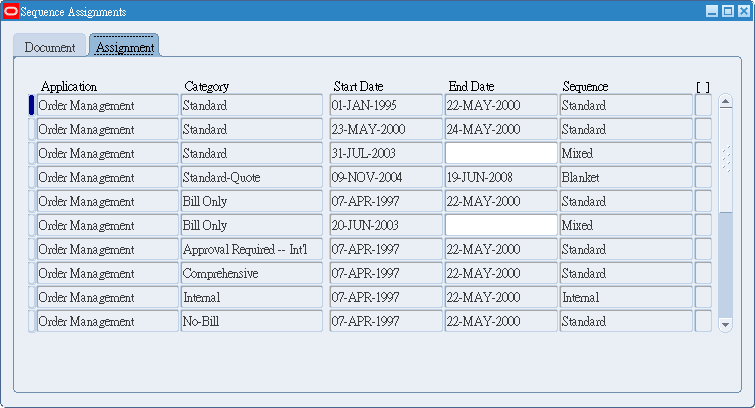 Sequence Assignments
Document Assignment
Application Category Start Date End Date Sequence [ ]
Order Management Standard 01-JAN-1995 22-MAY-2000 Standard
Order Management Standard 23-MAY-2000 24-MAY-2000 Standard
Order Management Standard 31-JUL-2003 Mixed
Order Management Standard-Quote 09-NOV-2004 19-JUN-2008 Blanket
Order Management Bill Only 07-APR-1997 22-MAY-2000 Standard
Order Management Bill Only 20-JUN-2003 Mixed
Order Management Approval Required -- Int'l 07-APR-1997 22-MAY-2000 Standard
Order Management Comprehensive 07-APR-1997 22-MAY-2000 Standard
Order Management Internal 07-APR-1997 22-MAY-2000 Internal
Order Management No-Bill 07-APR-1997 22-MAY-2000 Standard